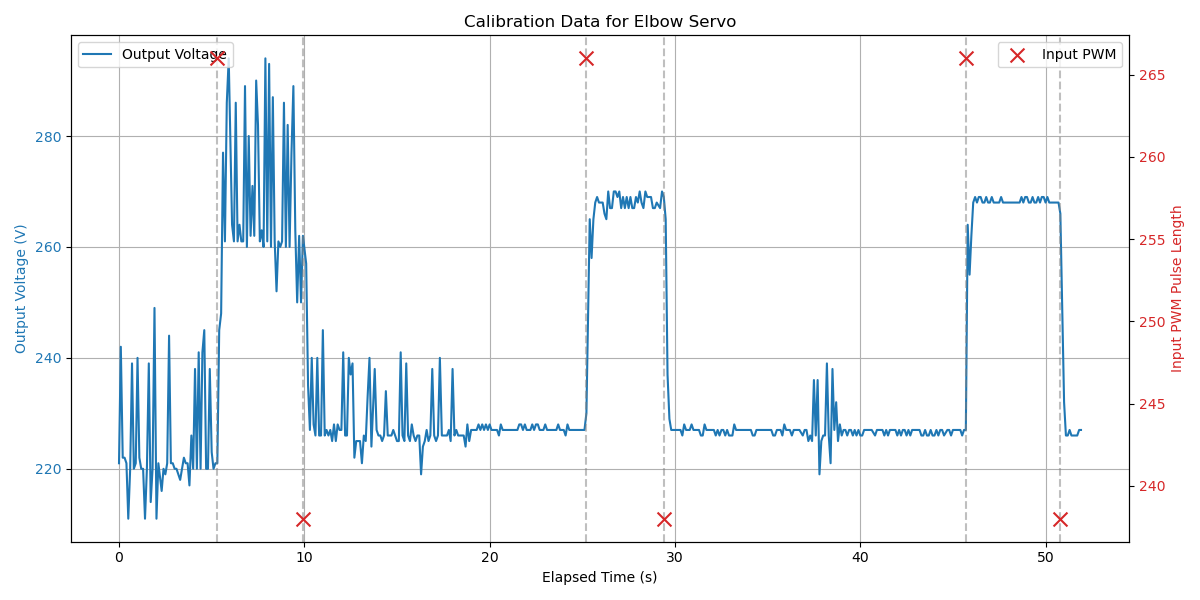 Calibration Data for Elbow Servo
Output Voltage
Input PWM
280
260
240
220
265
260
255
250
245
240
0
10
20
30
40
50
Output Voltage (V)
Input PWM Pulse Length
Elapsed Time (s)